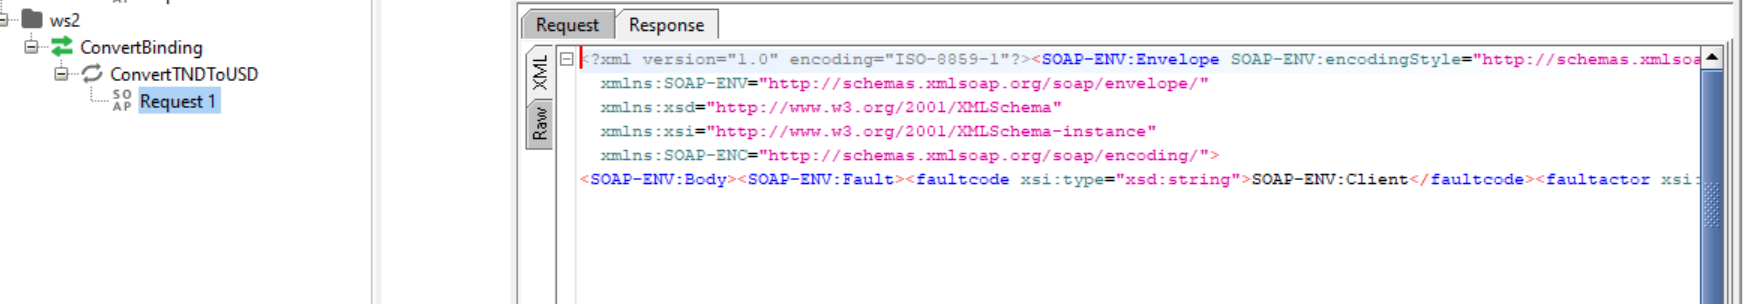 ws2
ConvertBinding
ConvertTNDToUSD
SO
AP
Request 1
Request
Response
XML
Raw
<?xml version="1.0" encoding="ISO-8859-1"?><SOAP-ENV:Envelope SOAP-ENV:encodingStyle="http://schemas.xmlsoa
xmlns:SOAP-ENV="http://schemas.xmlsoap.org/soap/envelope/"
xmlns:xsd="http://www.w3.org/2001/XMLSchema"
xmlns:xsi="http://www.w3.org/2001/XMLSchema-instance"
xmlns:SOAP-ENC="http://schemas.xmlsoap.org/soap/encoding/">
<SOAP-ENV:Body><SOAP-ENV:Fault><faultcode xsi:type="xsd:string">SOAP-ENV:Client</faultcode><faultactor xsi: